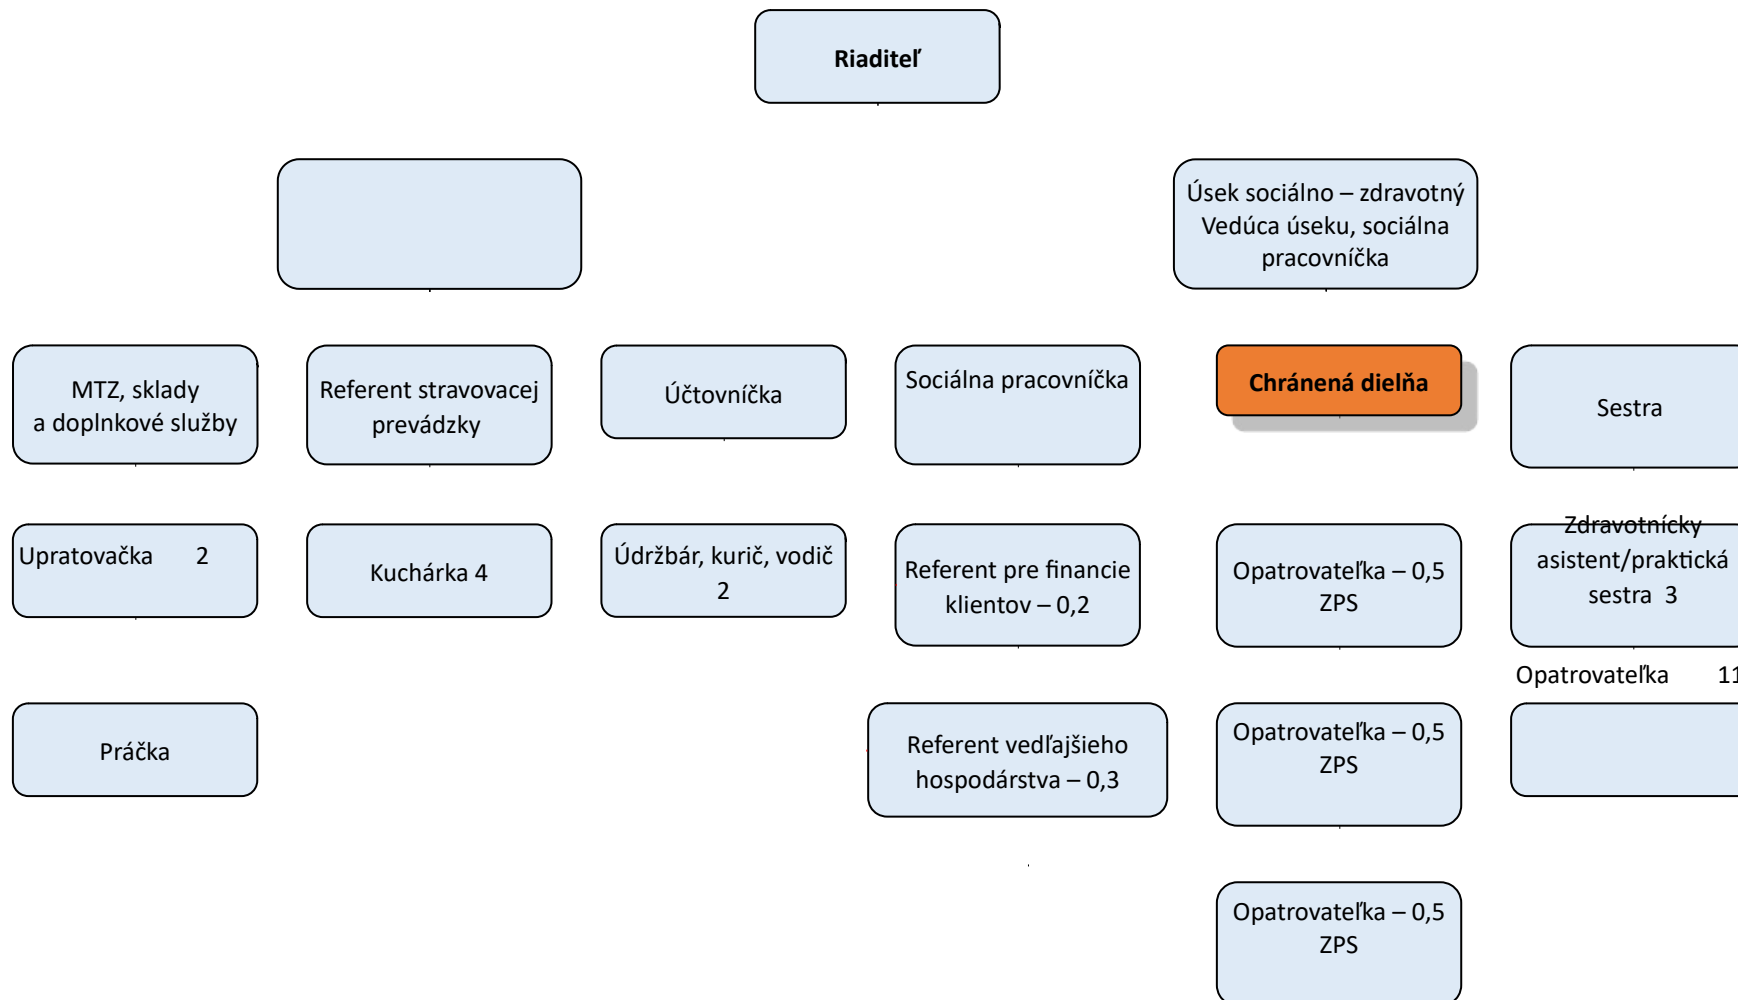 Riaditeľ
Úsek sociálno – zdravotný
Vedúca úseku, sociálna
pracovníčka
MTZ, sklady
a doplnkové služby
Referent stravovacej
prevádzky
Účtovníčka
Sociálna pracovníčka
Chránená dielňa
Sestra
Upratovačka 2
Kuchárka 4
Údržbár, kurič, vodič
2
Referent pre financie
klientov – 0,2
Opatrovateľka – 0,5
ZPS
Zdravotnícky
asistent/praktická
sestra 3
Práčka
Referent vedľajšieho
hospodárstva – 0,3
Opatrovateľka – 0,5
ZPS
Opatrovateľka 11
Opatrovateľka – 0,5
ZPS